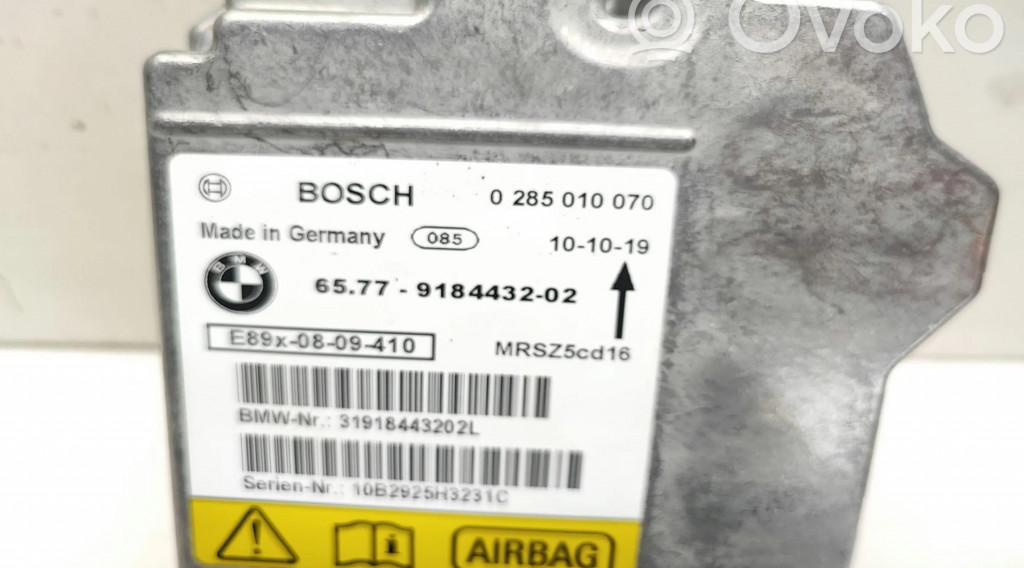 Ovoko
BOSCH 0 285 010 070
Made in Germany 085 10-10-19
BMW
65.77 - 9184432-02
E89x-08-09-410 MRSZ5cd16
BMW-Nr.: 31918443202L
Serien-Nr.: 10B2925H3231C
AIRBAG